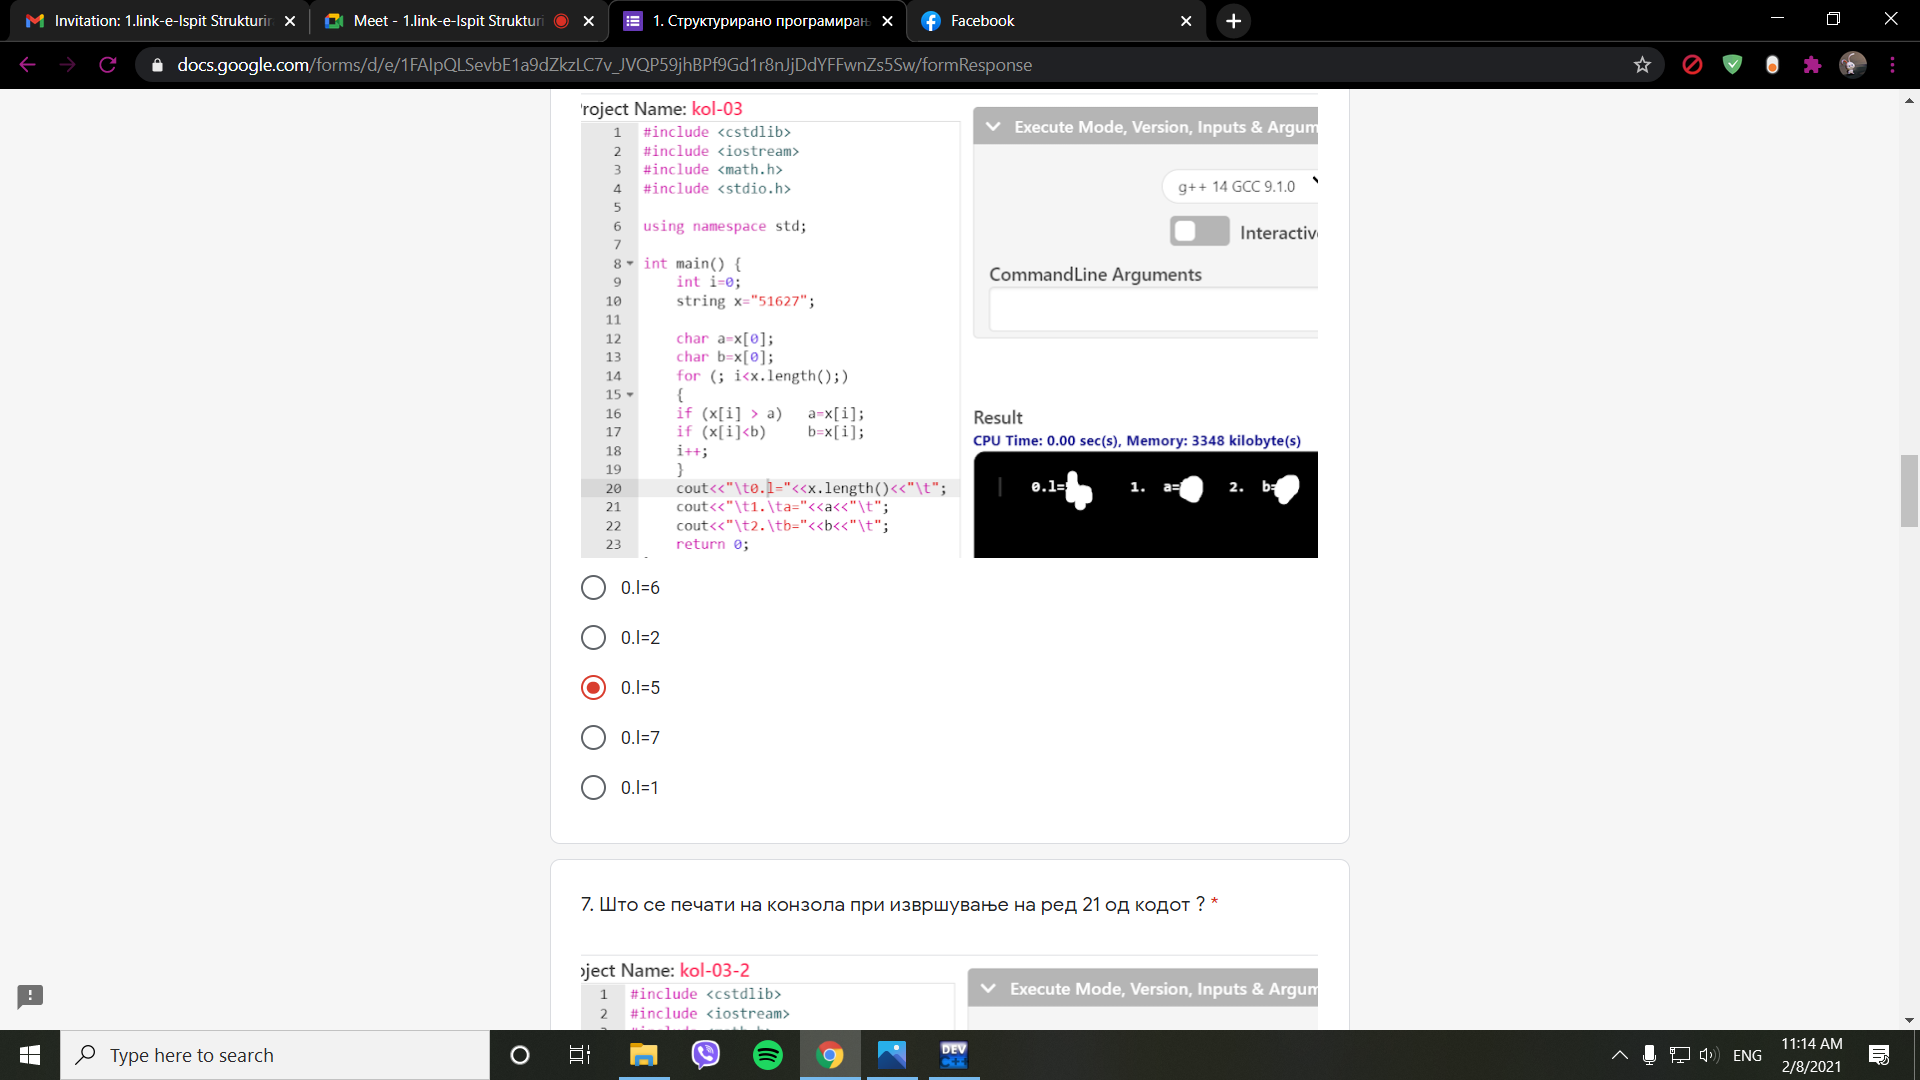 Invitation: 1.link-e-Ispit Strukturir
Meet - 1.link-e-Ispit Strukturi
1. Структурирано програмирањ
Facebook
docs.google.com/forms/d/e/1FAIpQLSevbE1a9dZkzLC7v_JVQP59jhBPf9Gd1r8nJjDdYFFwnZs5Sw/formResponse
roject Name: kol-03
1 #include <cstdlib>
2 #include <iostream>
3 #include <math.h>
4 #include <stdio.h>
5
6 using namespace std;
7
8 int main() {
9 int i=0;
10 string x="51627";
11
12 char a=x[0];
13 char b=x[0];
14 for (; i<x.length();)
15 {
16 if (x[i] > a) a=x[i];
17 if (x[i]<b) b=x[i];
18 i++;
19 }
20 cout<<"\t0.l="<<x.length()<<"\t";
21 cout<<"\t1.\ta="<<a<<"\t";
22 cout<<"\t2.\tb="<<b<<"\t";
23 return 0;
Execute Mode, Version, Inputs & Argum
g++ 14 GCC 9.1.0
Interactive
CommandLine Arguments
Result
CPU Time: 0.00 sec(s), Memory: 3348 kilobyte(s)
0.l= 1. a= 2. b=
0.l=6
0.l=2
0.l=5
0.l=7
0.l=1
7. Што се печати на конзола при извршување на ред 21 од кодот ? *
oject Name: kol-03-2
1 #include <cstdlib>
2 #include <iostream>
Execute Mode, Version, Inputs & Argum
Type here to search
DEV
C++
ENG
11:14 AM
2/8/2021